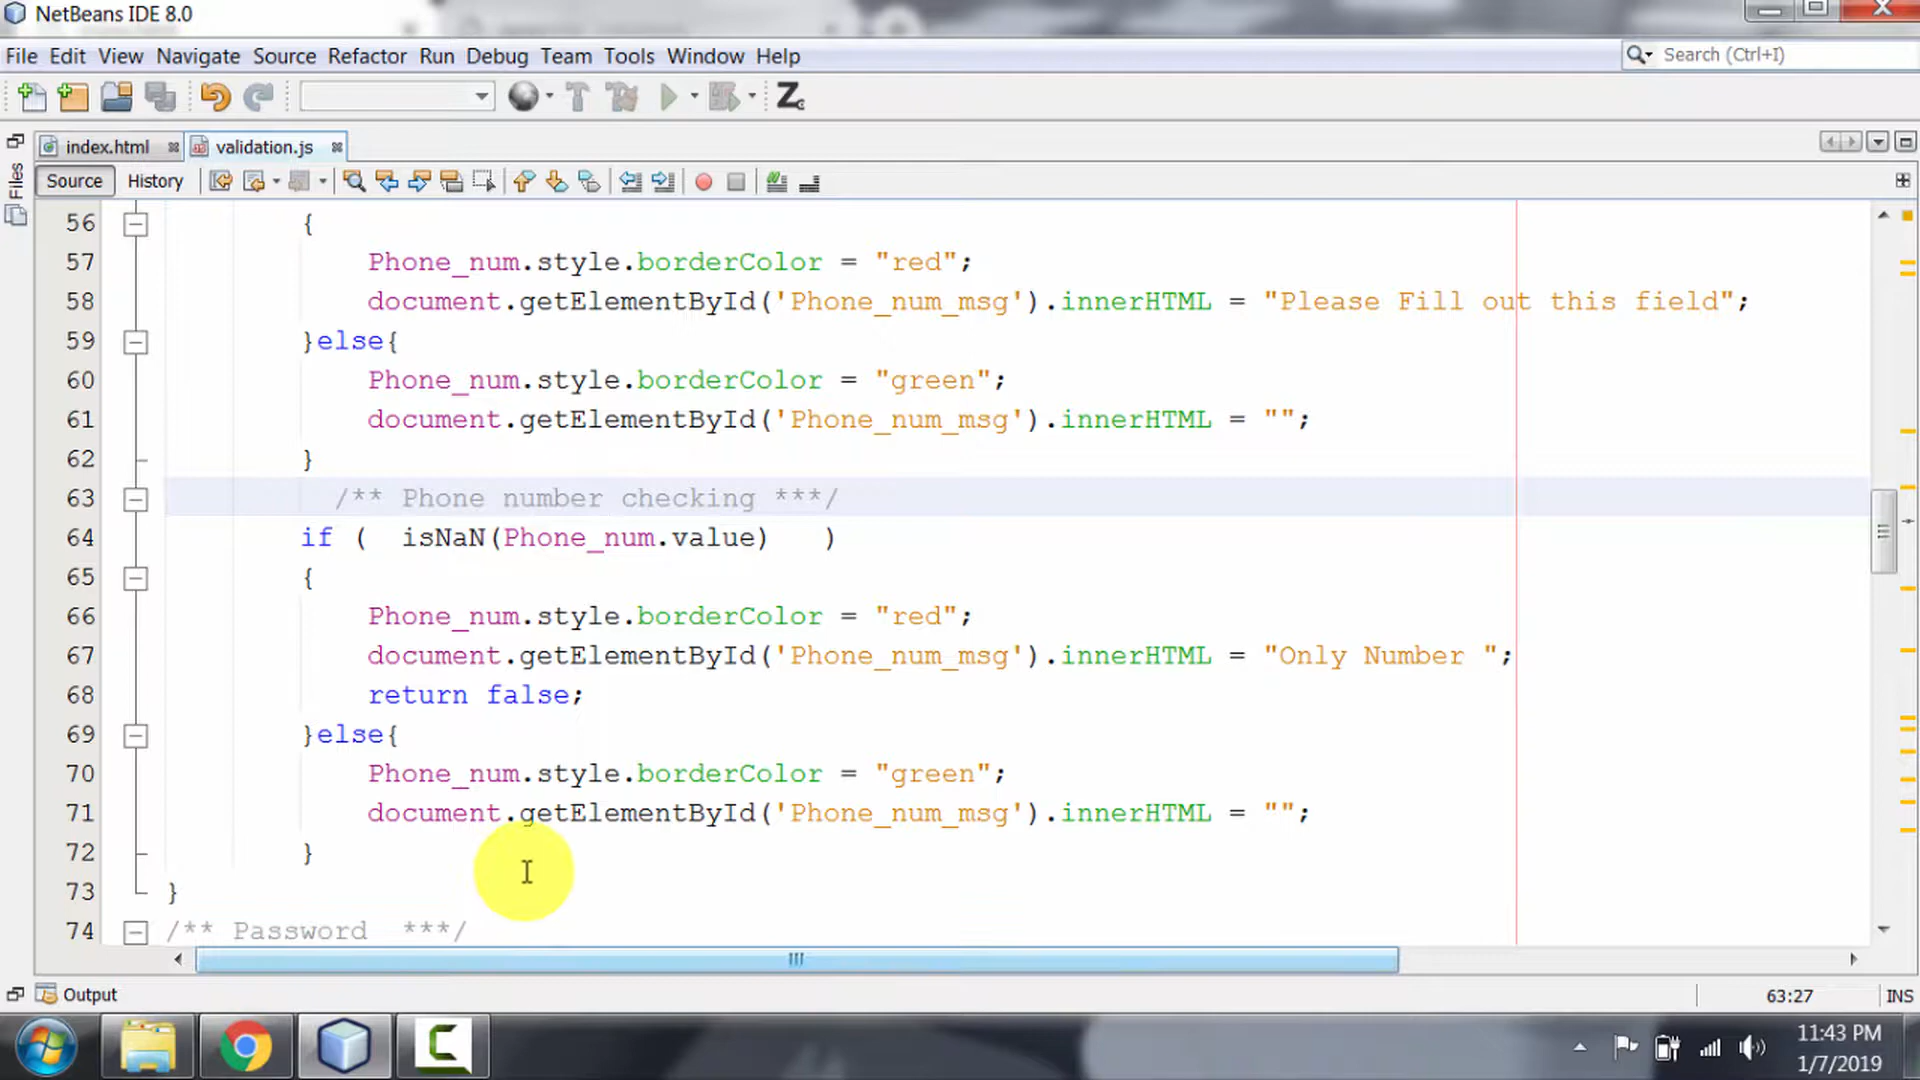 NetBeans IDE 8.0
File Edit View Navigate Source Refactor Run Debug Team Tools Window Help
Search (Ctrl+I)
index.html validation.js
Files
Source History
56 {
57 Phone_num.style.borderColor = "red";
58 document.getElementById('Phone_num_msg').innerHTML = "Please Fill out this field";
59 }else{
60 Phone_num.style.borderColor = "green";
61 document.getElementById('Phone_num_msg').innerHTML = "";
62 }
63 /** Phone number checking ***/
64 if (  isNaN(Phone_num.value)   )
65 {
66 Phone_num.style.borderColor = "red";
67 document.getElementById('Phone_num_msg').innerHTML = "Only Number ";
68 return false;
69 }else{
70 Phone_num.style.borderColor = "green";
71 document.getElementById('Phone_num_msg').innerHTML = "";
72 }
73 }
74 /** Password  ***/
Output
63:27 INS
11:43 PM
1/7/2019